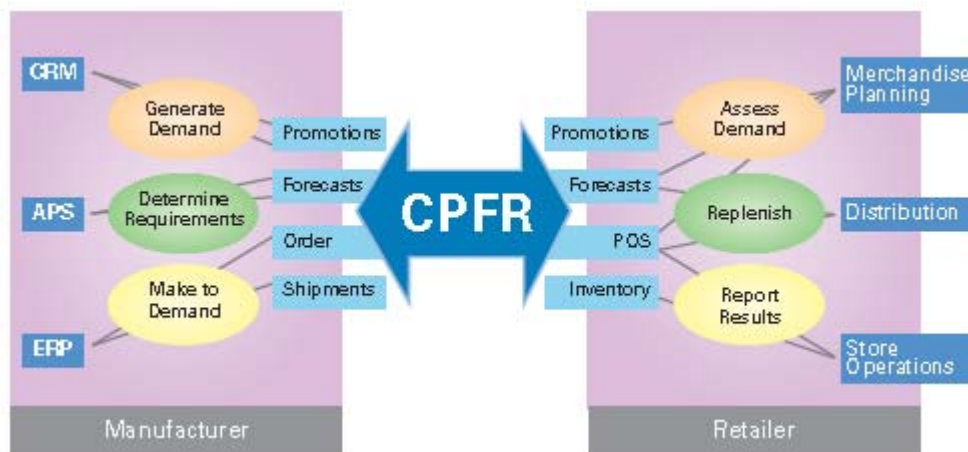 CRM
Generate
Demand
Promotions
APS
Determine
Requirements
Forecasts
Order
Make to
Demand
Shipments
ERP
Manufacturer
CPFR
Promotions
Assess
Demand
Merchandise
Planning
Forecasts
Replenish
Distribution
POS
Inventory
Report
Results
Store
Operations
Retailer